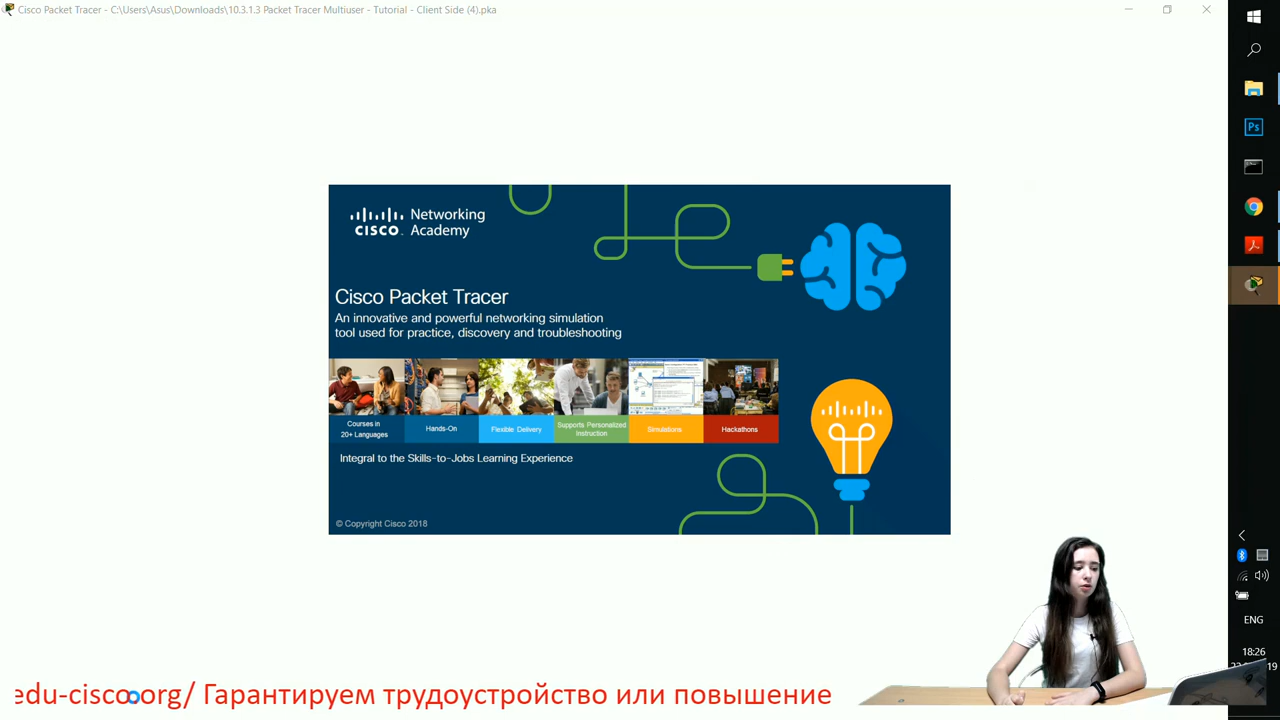 Cisco Packet Tracer - C:\Users\Asus\Downloads\10.3.1.3 Packet Tracer Multiuser - Tutorial - Client Side (4).pka
Networking
Academy
CISCO
Cisco Packet Tracer
An innovative and powerful networking simulation
tool used for practice, discovery and troubleshooting
Courses in
20+ Languages
Hands-On
Flexible Delivery
Supports Personalized
Instruction
Simulations
Hackathons
Integral to the Skills-to-Jobs Learning Experience
© Copyright Cisco 2018
Ps
ENG
18:26
edu-cisco.org/ Гарантируем трудоустройство или повышение